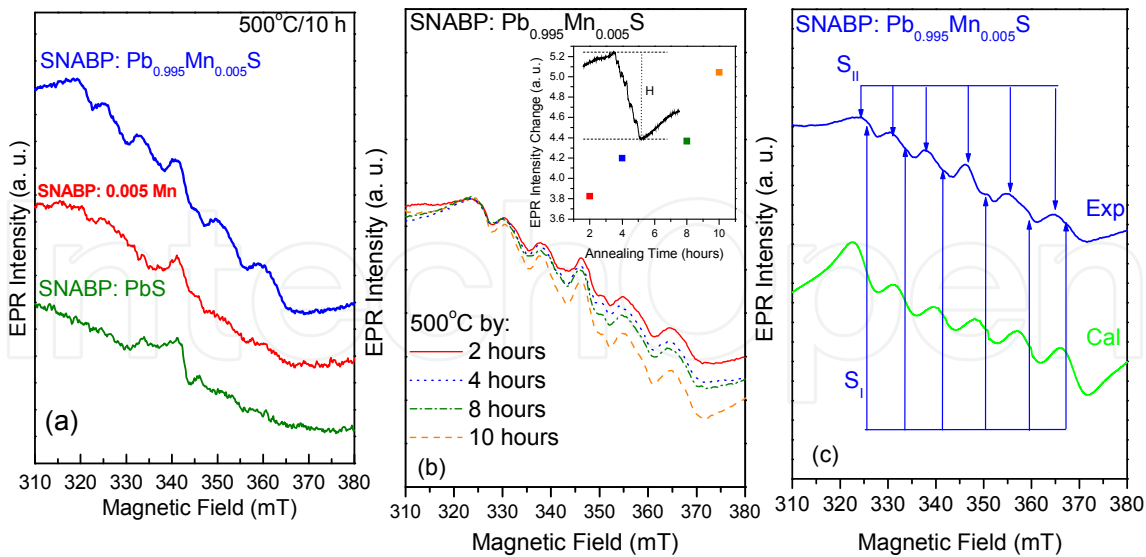 500°C/10 h
SNABP: Pb0.995Mn0.005S
SNABP: 0.005 Mn
SNABP: PbS
(a)
EPR Intensity (a. u.)
310 320 330 340 350 360 370 380
Magnetic Field (mT)
SNABP: Pb0.995Mn0.005S
5.2
5.0
4.8
4.6
4.4
4.2
4.0
3.8
3.6
H
EPR Intensity Change (a. u.)
2 4 6 8 10
Annealing Time (hours)
500°C by:
2 hours
4 hours
8 hours
10 hours
(b)
EPR Intensity (a. u.)
310 320 330 340 350 360 370 380
Magnetic Field (mT)
SNABP: Pb0.995Mn0.005S
SII
Exp
Cal
SI
(c)
EPR Intensity (a. u.)
310 320 330 340 350 360 370 380
Magnetic Field (mT)
IntechOpen